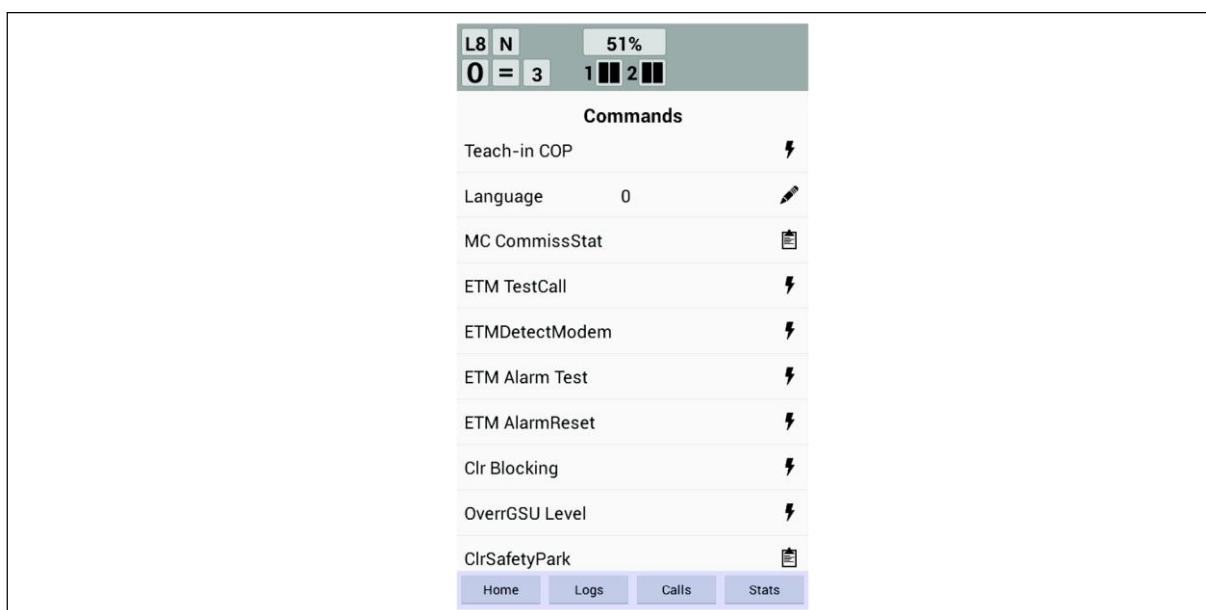 L8 N 51%
0 = 3 1 2
Commands
Teach-in COP
Language 0
MC CommissStat
ETM TestCall
ETMDetectModem
ETM Alarm Test
ETM AlarmReset
Clr Blocking
OverrGSU Level
ClrSafetyPark
Home Logs Calls Stats